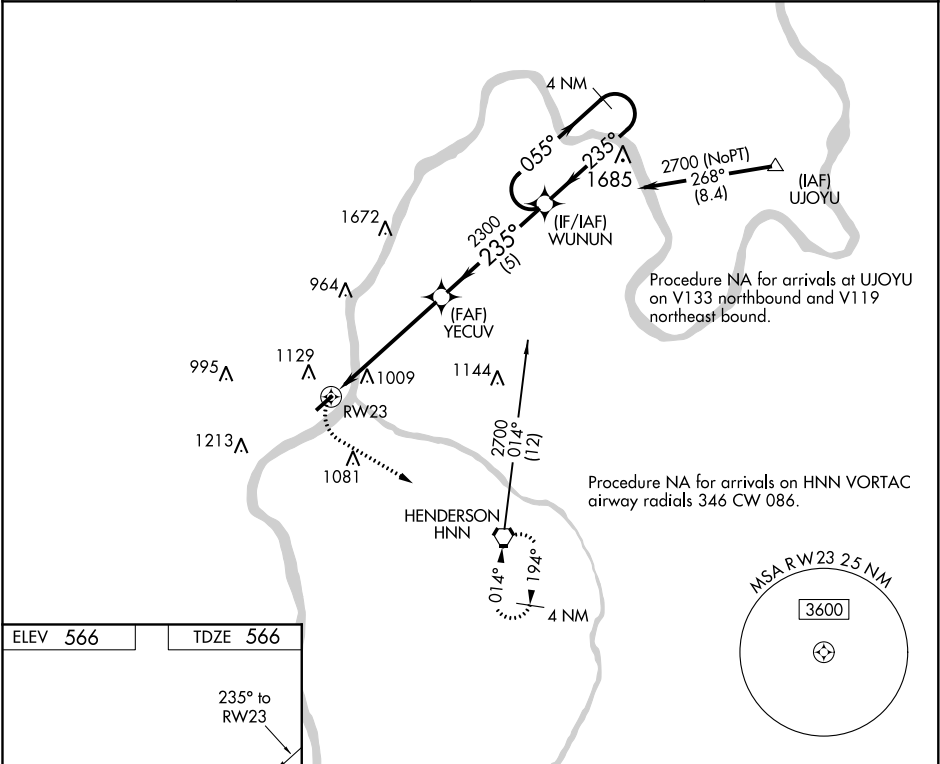 4 NM
055°
235°
1685
2700 (NoPT)
268°
(8.4)
(IAF)
UJOYU
1672
2300
235°
(5)
(IF/IAF)
WUNUN
964
(FAF)
YECUV
Procedure NA for arrivals at UJOYU
on V133 northbound and V119
northeast bound.
995
1129
1009
1144
RW23
1213
1081
2700
014°
(12)
Procedure NA for arrivals on HNN VORTAC
airway radials 346 CW 086.
HENDERSON
HNN
014°
194°
4 NM
MSA RW23 25 NM
3600
ELEV 566
TDZE 566
235° to
RW23